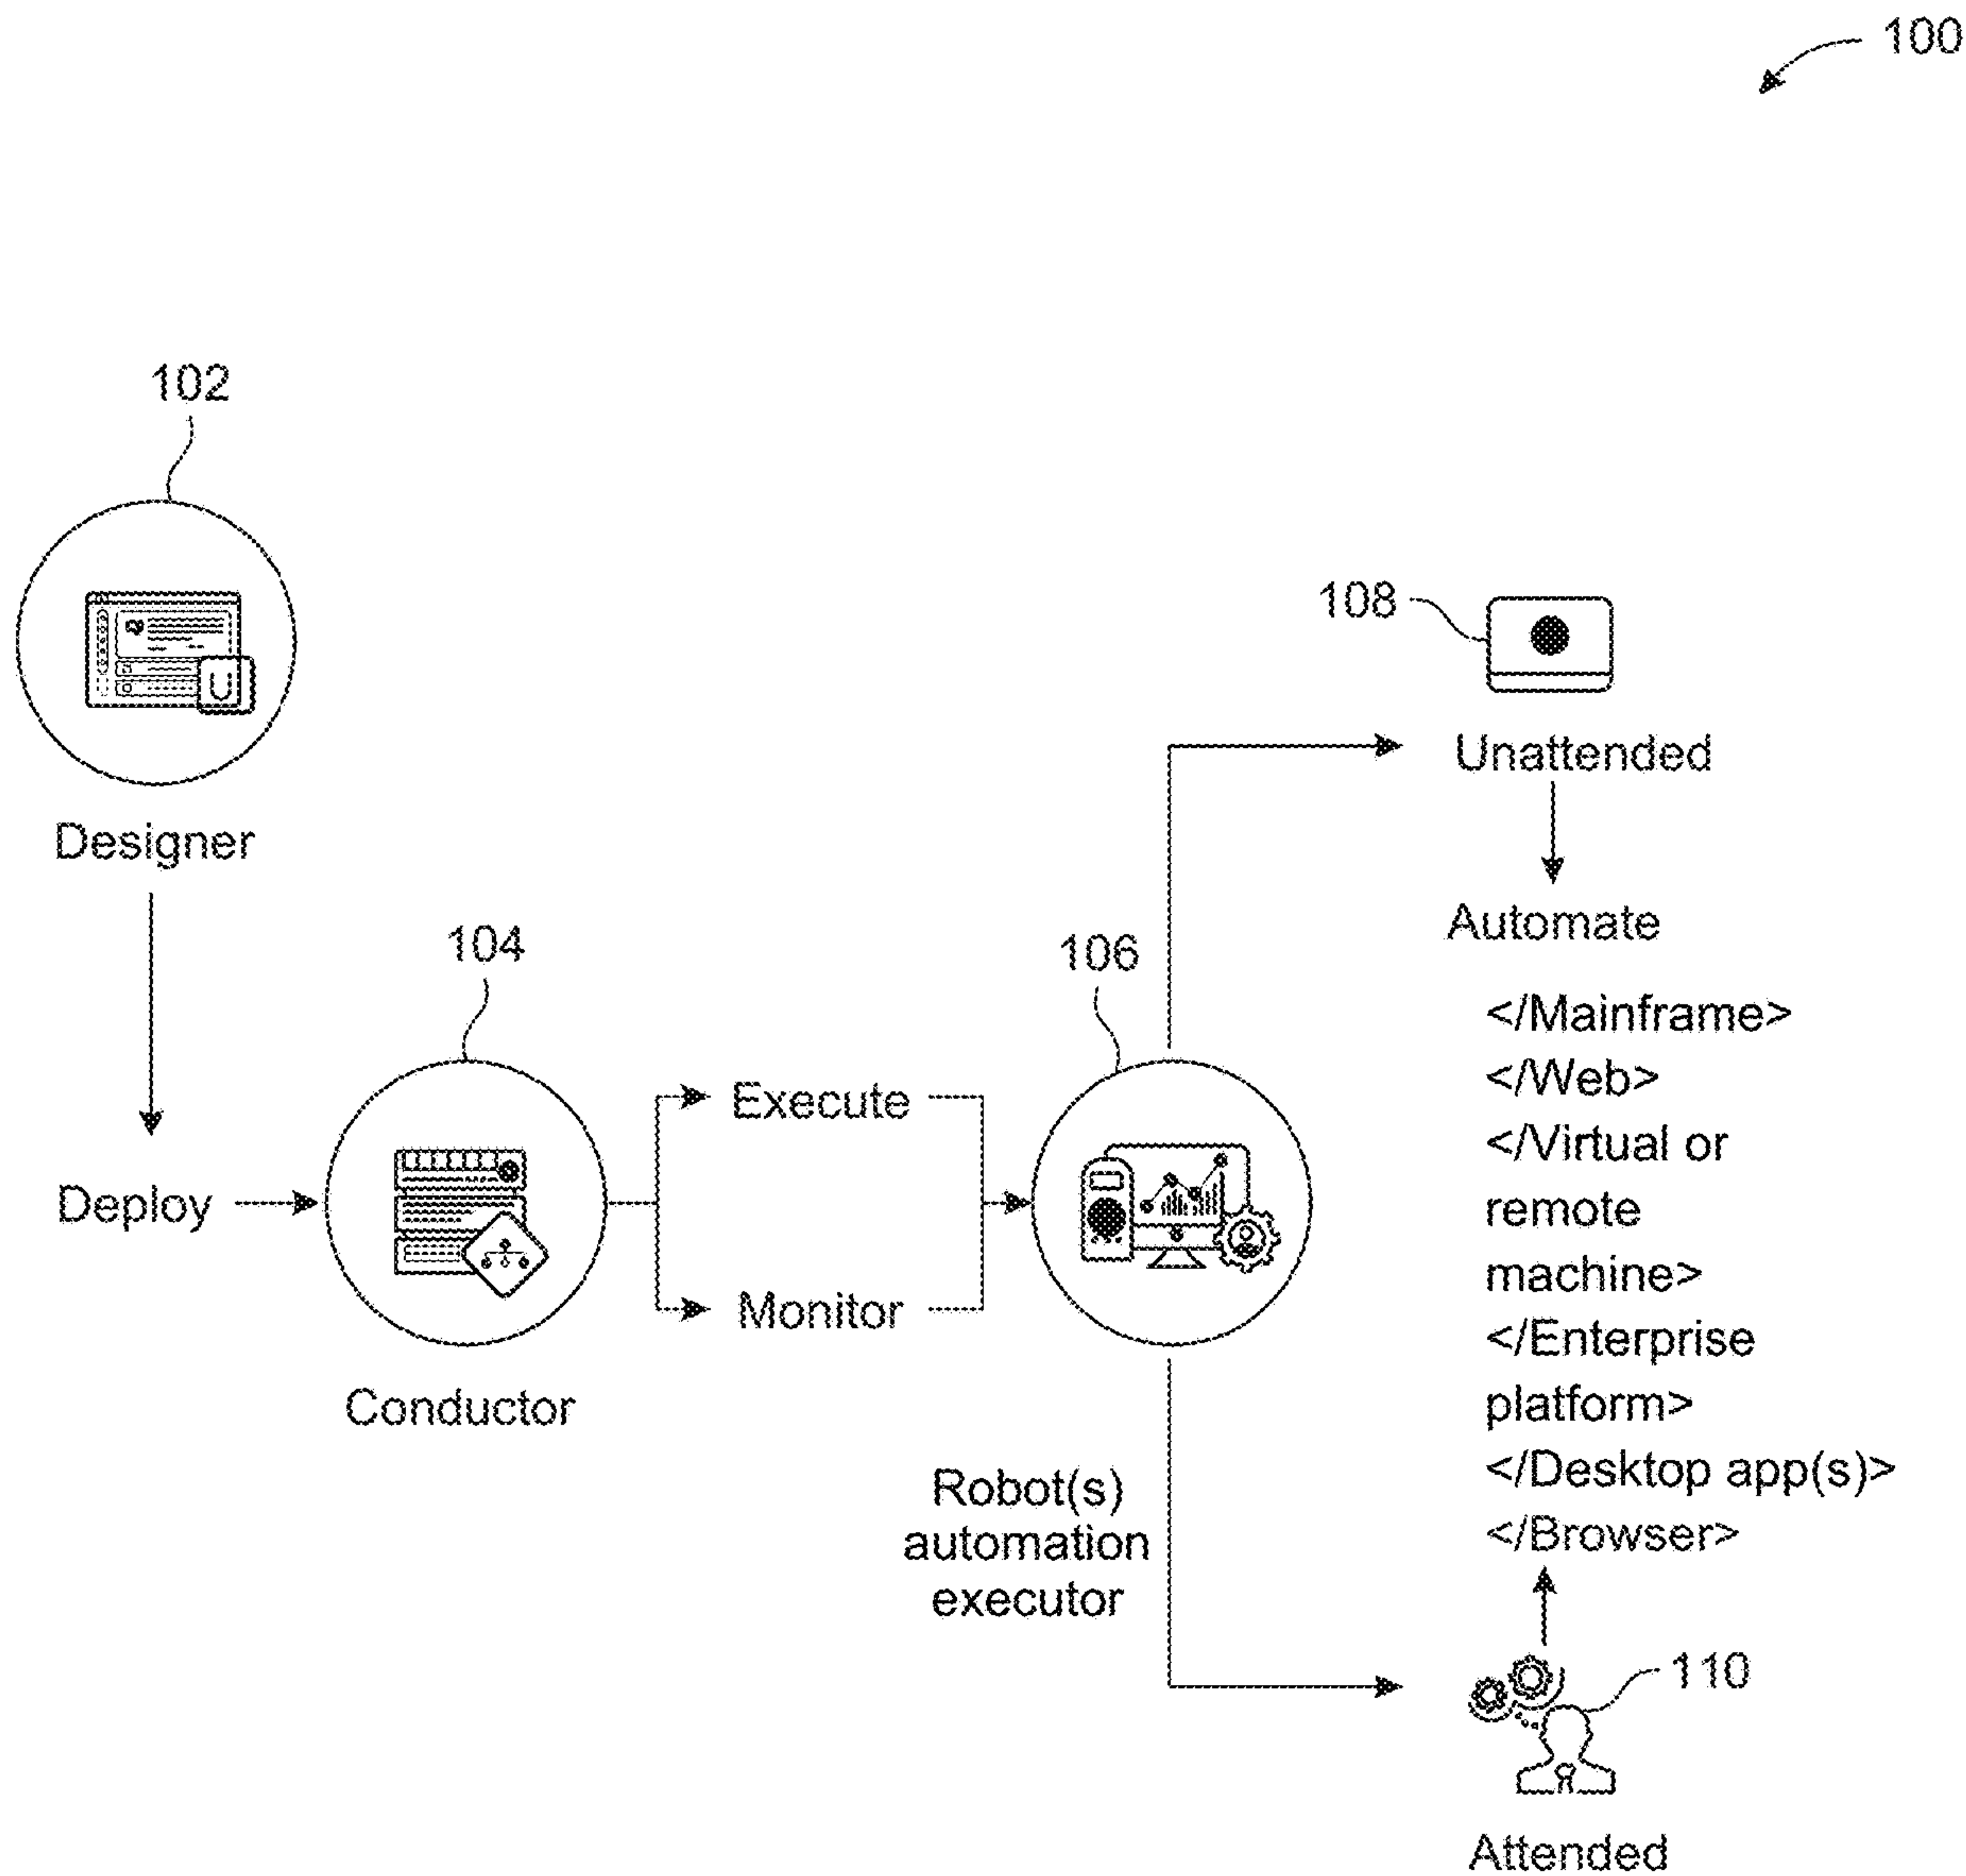 100
102
108
Unattended
Designer
Automate
104
106
</Mainframe>
</Web>
Execute
</Virtual or
remote
machine>
Deploy
Monitor
</Enterprise
platform>
Conductor
</Desktop app(s)>
</Browser>
Robot(s)
automation
executor
110
Attended
U